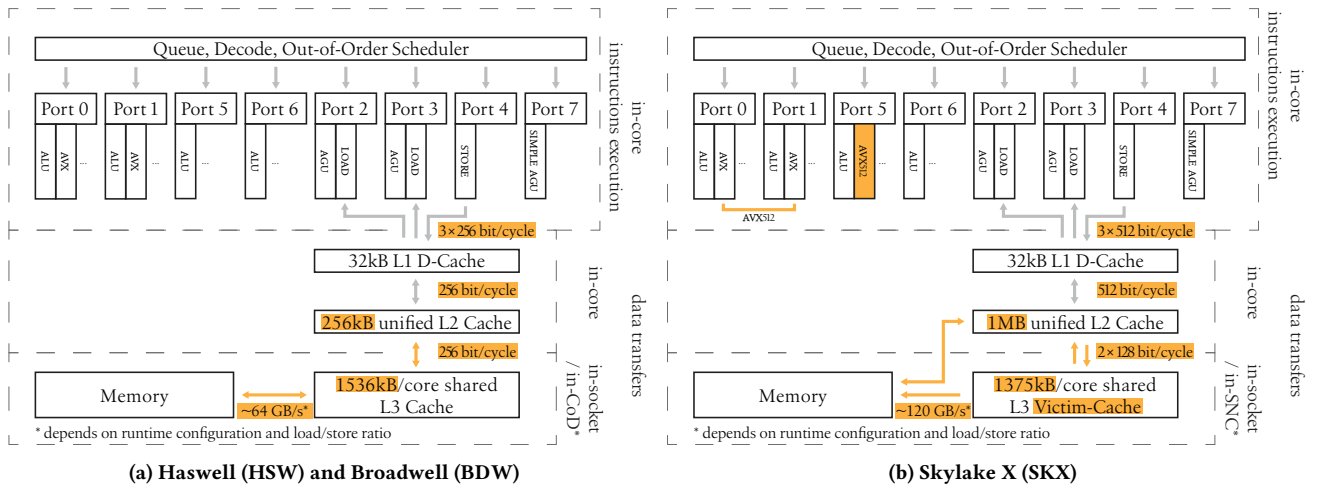 Queue, Decode, Out-of-Order Scheduler
Port 0 Port 1 Port 5 Port 6 Port 2 Port 3 Port 4 Port 7
ALU AVX ... ALU AVX ... ALU ... ALU ... AGU LOAD AGU LOAD STORE SIMPLE AGU
in-core
instructions execution
3×256 bit/cycle
32kB L1 D-Cache
256 bit/cycle
256kB unified L2 Cache
256 bit/cycle
in-core
data transfers
Memory
~64 GB/s*
1536kB/core shared
L3 Cache
in-socket
/ in-CoD*
* depends on runtime configuration and load/store ratio
(a) Haswell (HSW) and Broadwell (BDW)
Queue, Decode, Out-of-Order Scheduler
Port 0 Port 1 Port 5 Port 6 Port 2 Port 3 Port 4 Port 7
ALU AVX ... ALU AVX ... ALU AVX512 ... ALU ... AGU LOAD AGU LOAD STORE SIMPLE AGU
AVX512
in-core
instructions execution
3×512 bit/cycle
32kB L1 D-Cache
512 bit/cycle
1MB unified L2 Cache
2×128 bit/cycle
in-core
data transfers
Memory
~120 GB/s*
1375kB/core shared
L3 Victim-Cache
in-socket
/ in-SNC*
* depends on runtime configuration and load/store ratio
(b) Skylake X (SKX)